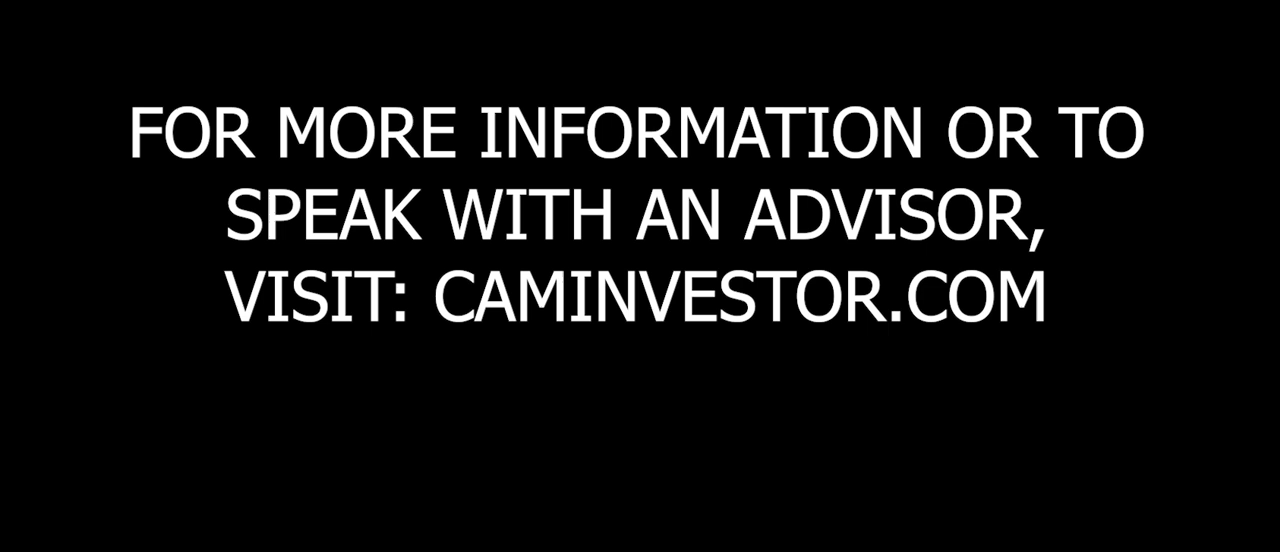 FOR MORE INFORMATION OR TO
SPEAK WITH AN ADVISOR,
VISIT: CAMINVESTOR.COM